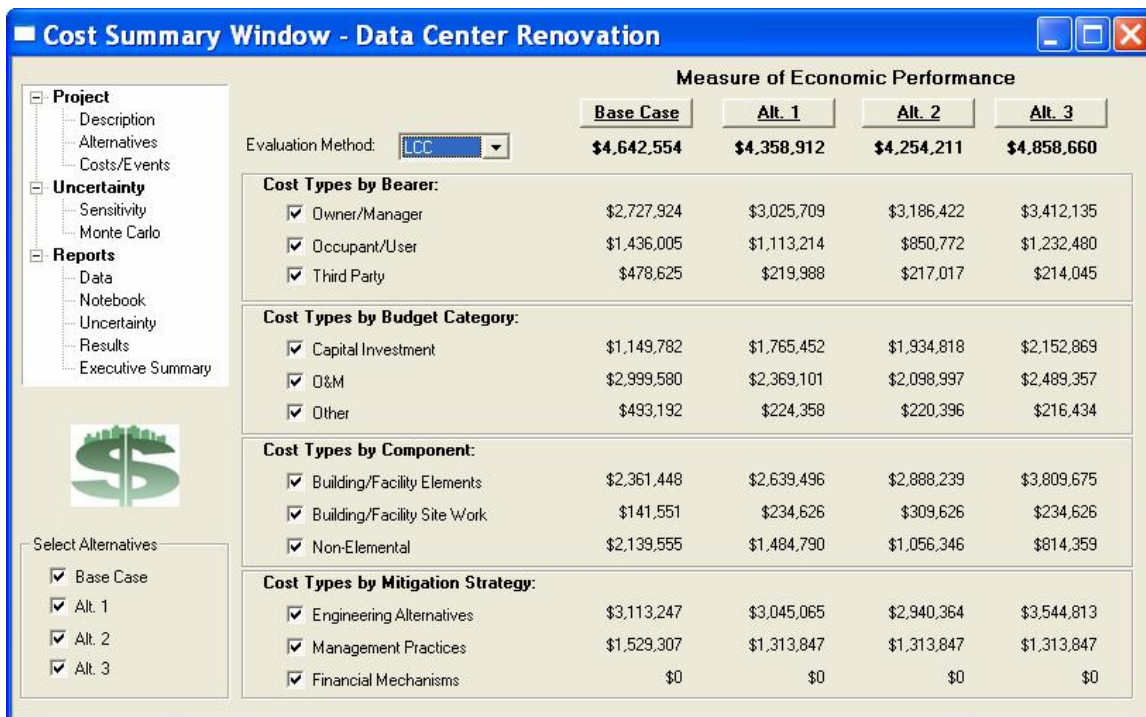 Cost Summary Window - Data Center Renovation
Project
Description
Alternatives
Costs/Events
Uncertainty
Sensitivity
Monte Carlo
Reports
Data
Notebook
Uncertainty
Results
Executive Summary
Select Alternatives
Base Case
Alt. 1
Alt. 2
Alt. 3
Measure of Economic Performance
Base Case Alt. 1 Alt. 2 Alt. 3
Evaluation Method: LCC $4,642,554 $4,358,912 $4,254,211 $4,858,660
Cost Types by Bearer:
Owner/Manager $2,727,924 $3,025,709 $3,186,422 $3,412,135
Occupant/User $1,436,005 $1,113,214 $850,772 $1,232,480
Third Party $478,625 $219,988 $217,017 $214,045
Cost Types by Budget Category:
Capital Investment $1,149,782 $1,765,452 $1,934,818 $2,152,869
O&M $2,999,580 $2,369,101 $2,098,997 $2,489,357
Other $493,192 $224,358 $220,396 $216,434
Cost Types by Component:
Building/Facility Elements $2,361,448 $2,639,496 $2,888,239 $3,809,675
Building/Facility Site Work $141,551 $234,626 $309,626 $234,626
Non-Elemental $2,139,555 $1,484,790 $1,056,346 $814,359
Cost Types by Mitigation Strategy:
Engineering Alternatives $3,113,247 $3,045,065 $2,940,364 $3,544,813
Management Practices $1,529,307 $1,313,847 $1,313,847 $1,313,847
Financial Mechanisms $0 $0 $0 $0